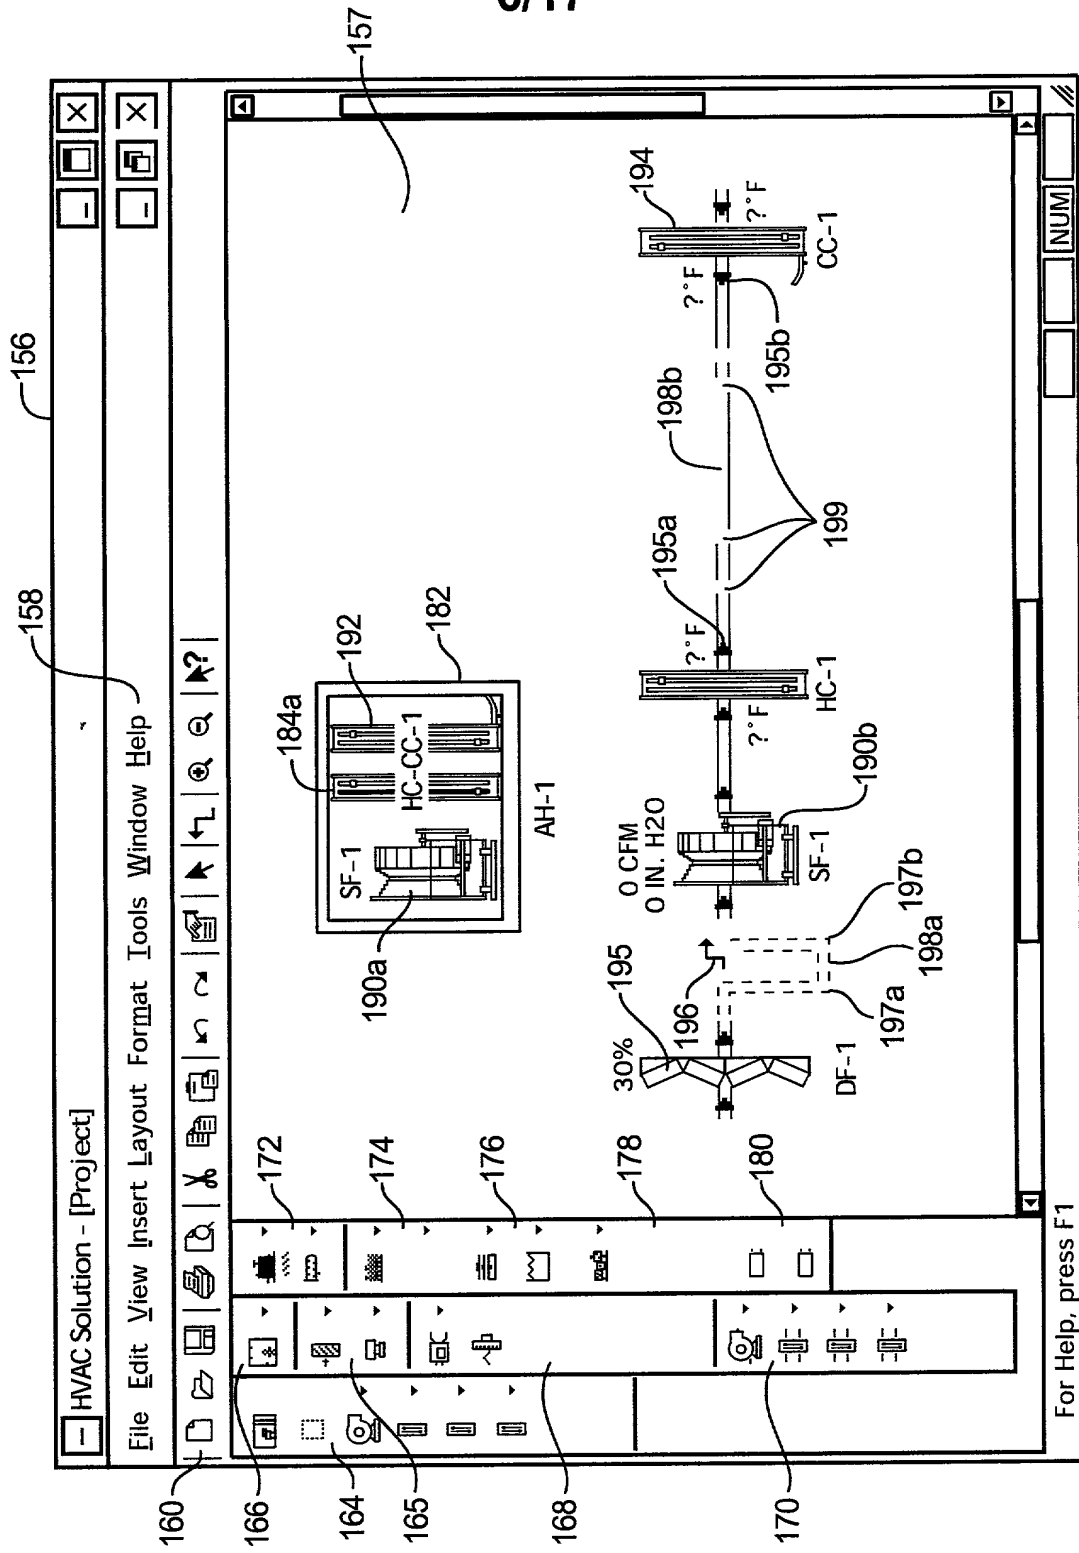 156
158
HVAC Solution - [Project]
File Edit View Insert Layout Format Tools Window Help
160
166
164
165
168
170
172
174
176
178
180
157
184a
192
182
SF-1
HC-CC-1
190a
AH-1
195
30%
DF-1
196
197a
198a
197b
0 CFM
0 IN. H2O
SF-1
190b
?°F
?°F
HC-1
195a
199
198b
195b
?°F
?°F
CC-1
194
For Help, press F1
NUM